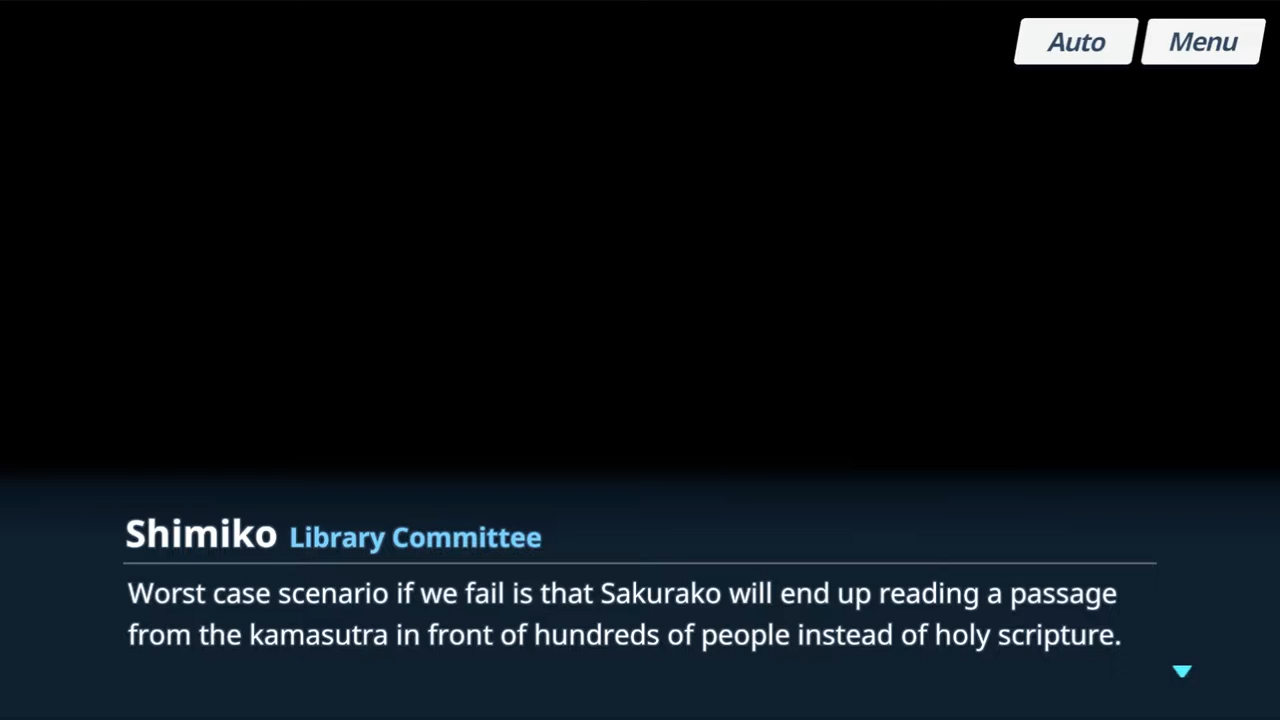 Auto Menu
Shimiko Library Committee
Worst case scenario if we fail is that Sakurako will end up reading a passage
from the kamasutra in front of hundreds of people instead of holy scripture.